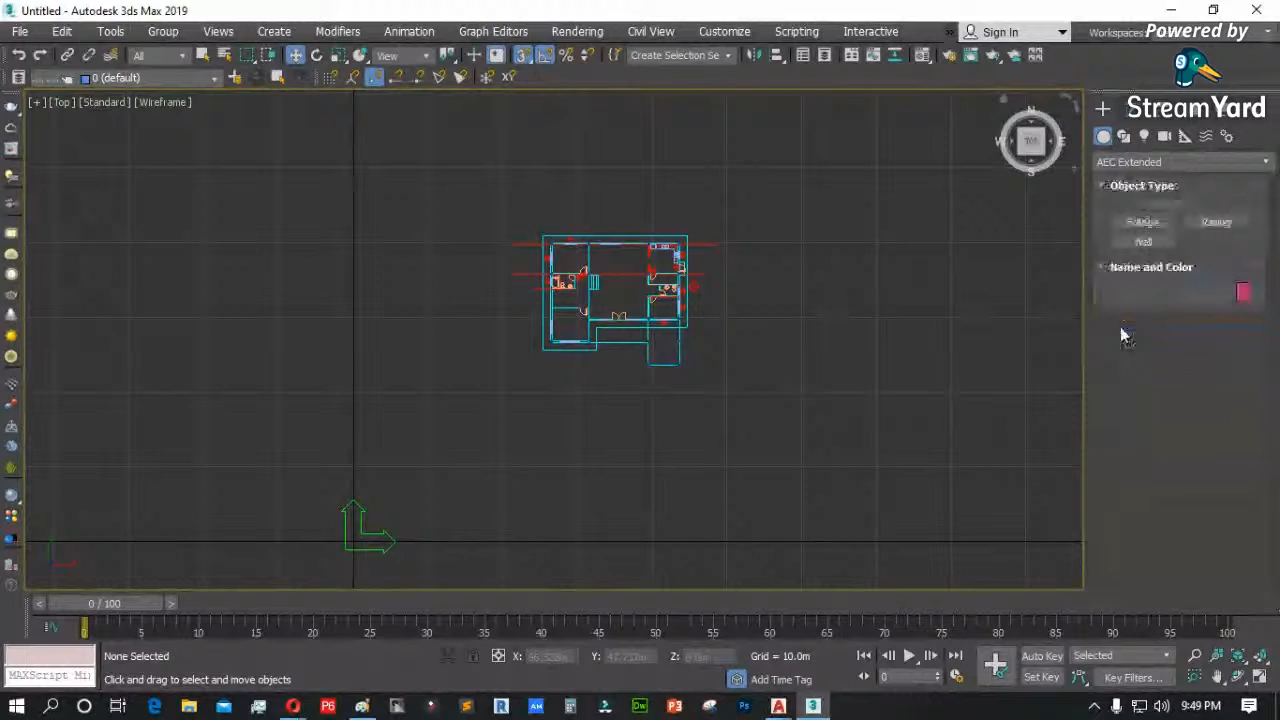 Untitled - Autodesk 3ds Max 2019
File Edit Tools Group Views Create Modifiers Animation Graph Editors Rendering Civil View Customize Scripting Interactive Sign In Workspaces:
Powered by
StreamYard
All View Create Selection Se
0 (default)
[+] [Top] [Standard] [Wireframe]
N
W TOP E
S
AEC Extended
Object Type
Foliage Railing
Wall
Name and Color
0 / 100
0 5 10 15 20 25 30 35 40 45 50 55 60 65 70 75 80 85 90 95 100
None Selected X: Y: Z: Grid = 10.0m Auto Key Selected
MAXScript Mi Click and drag to select and move objects Add Time Tag 0 Set Key Key Filters...
9:49 PM